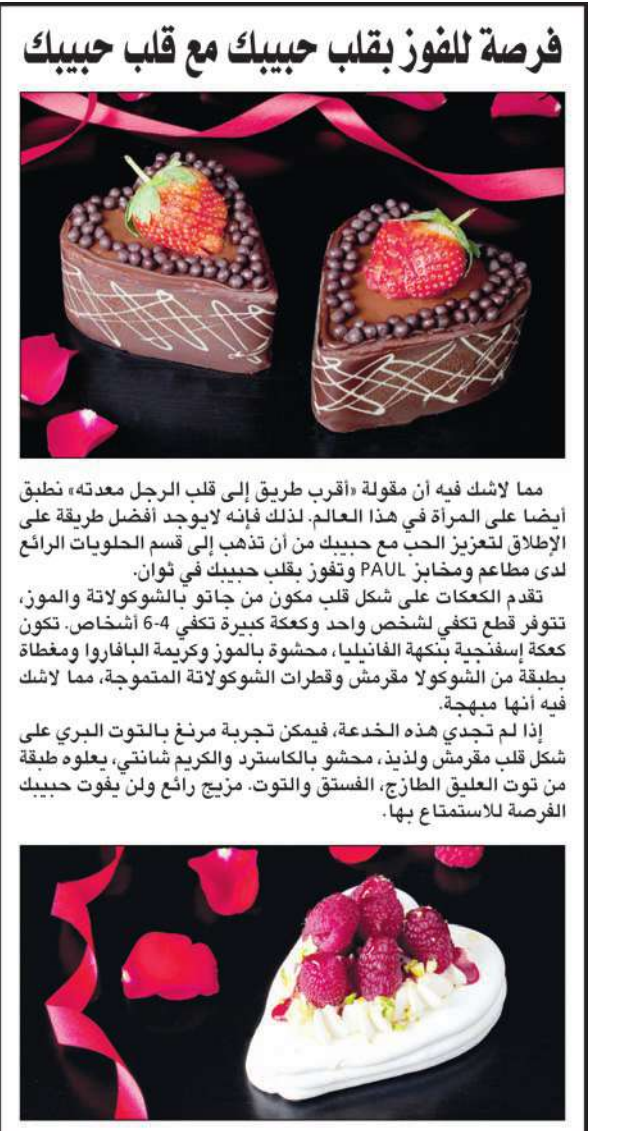 فرصة للفوز بقلب حبيبك مع قلب حبيبك
مما لاشك فيه أن مقولة «أقرب طريق إلى قلب الرجل معدته» نطبق
أيضا على المرأة في هذا العالم. لذلك فإنه لايوجد أفضل طريقة على
الإطلاق لتعزيز الحب مع حبيبك من أن تذهب إلى قسم الحلويات الرائع
لدى مطاعم ومخابز PAUL وتفوز بقلب حبيبك في ثوان.
تقدم الكعكات على شكل قلب مكون من جاتو بالشوكولاتة والموز،
تتوفر قطع تكفي لشخص واحد وكعكة كبيرة تكفي 4-6 أشخاص. تكون
كعكة إسفنجية بنكهة الفانيليا، محشوة بالموز وكريمة البافاروا ومغطاة
بطبقة من الشوكولا مقرمش وقطرات الشوكولاتة المتموجة، مما لاشك
فيه أنها مبهجة.
إذا لم تجدي هذه الخدعة، فيمكن تجربة مرنغ بالتوت البري على
شكل قلب مقرمش ولذيذ، محشو بالكاسترد والكريم شانتي، يعلوه طبقة
من توت العليق الطازج، الفستق والتوت. مزيج رائع ولن يفوت حبيبك
الفرصة للاستمتاع بها.